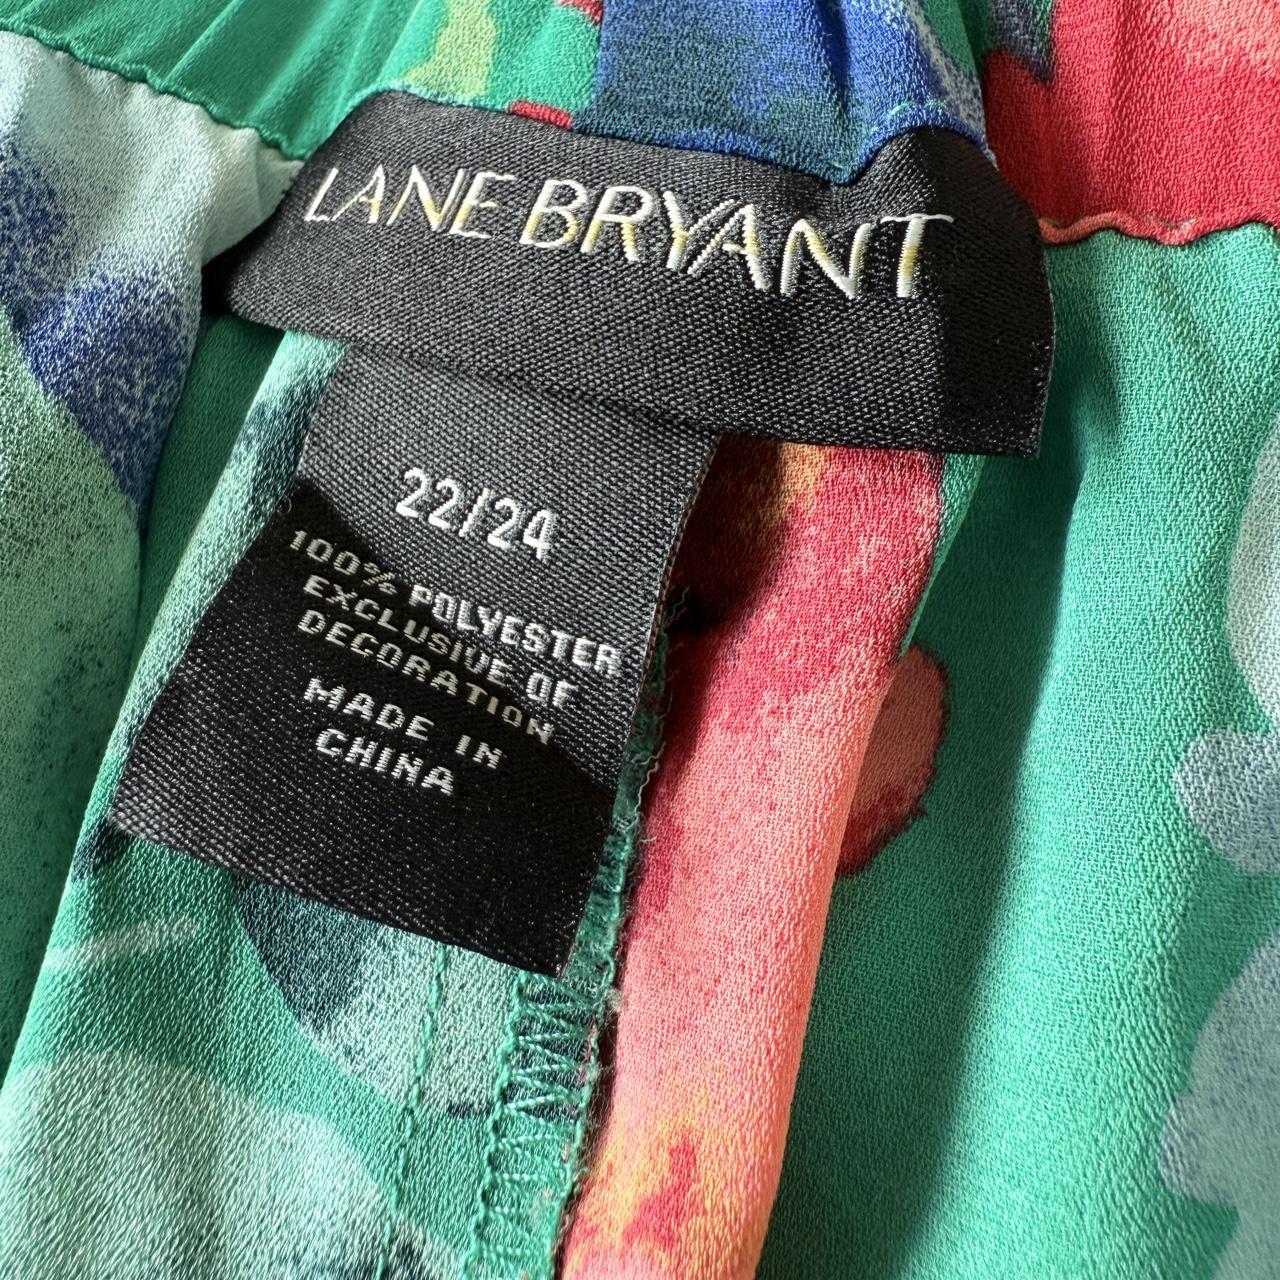 LANE BRYANT
22/24
100% POLYESTER
EXCLUSIVE OF
DECORATION
MADE IN
CHINA